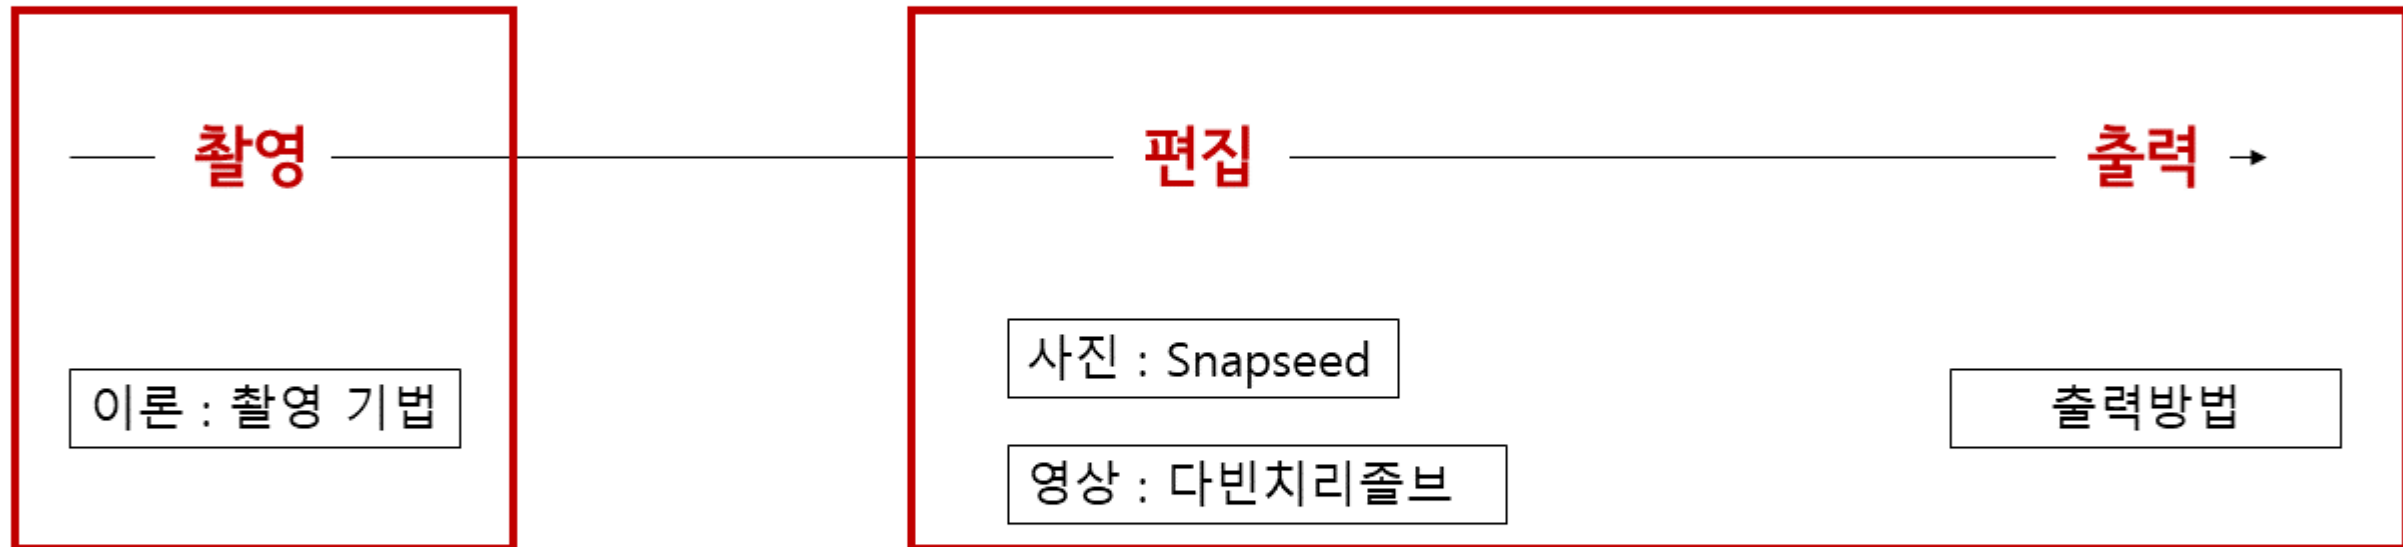 촬영
편집
출력
이론 : 촬영 기법
사진 : Snapseed
영상 : 다빈치리졸브
출력방법